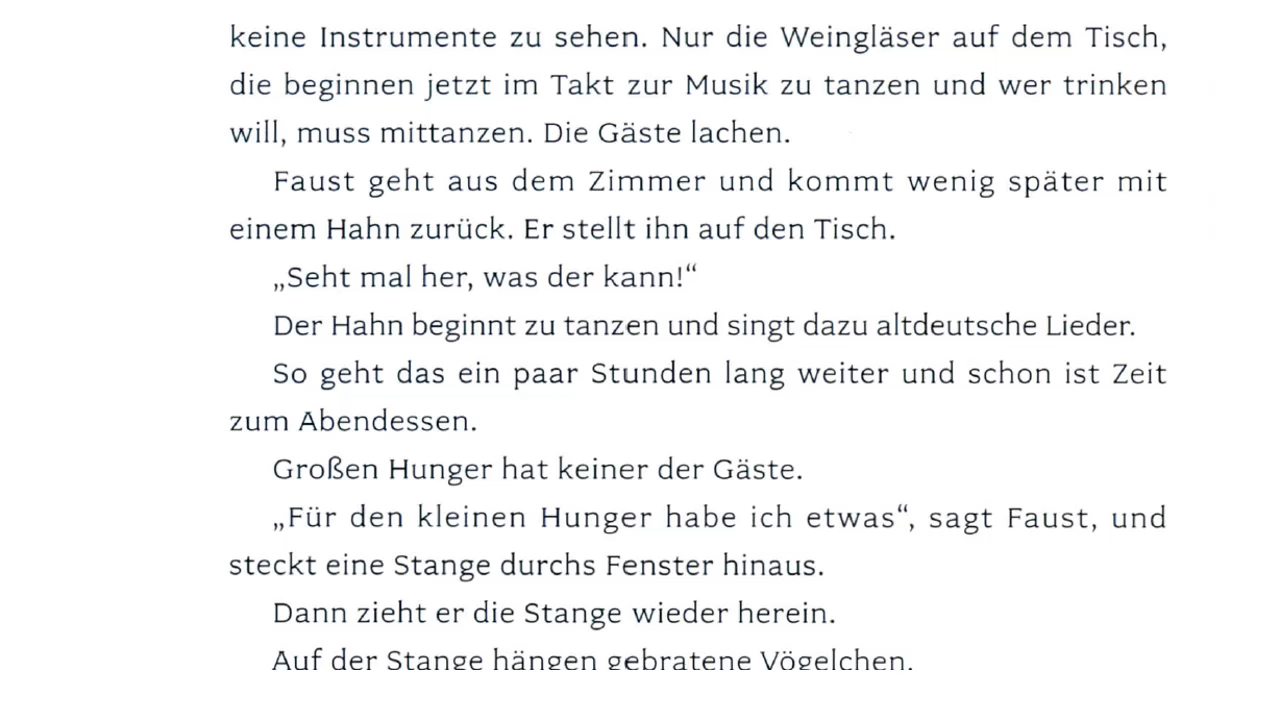 keine Instrumente zu sehen. Nur die Weingläser auf dem Tisch,
die beginnen jetzt im Takt zur Musik zu tanzen und wer trinken
will, muss mittanzen. Die Gäste lachen.
Faust geht aus dem Zimmer und kommt wenig später mit
einem Hahn zurück. Er stellt ihn auf den Tisch.
„Seht mal her, was der kann!“
Der Hahn beginnt zu tanzen und singt dazu altdeutsche Lieder.
So geht das ein paar Stunden lang weiter und schon ist Zeit
zum Abendessen.
Großen Hunger hat keiner der Gäste.
„Für den kleinen Hunger habe ich etwas“, sagt Faust, und
steckt eine Stange durchs Fenster hinaus.
Dann zieht er die Stange wieder herein.
Auf der Stange hängen gebratene Vögelchen.